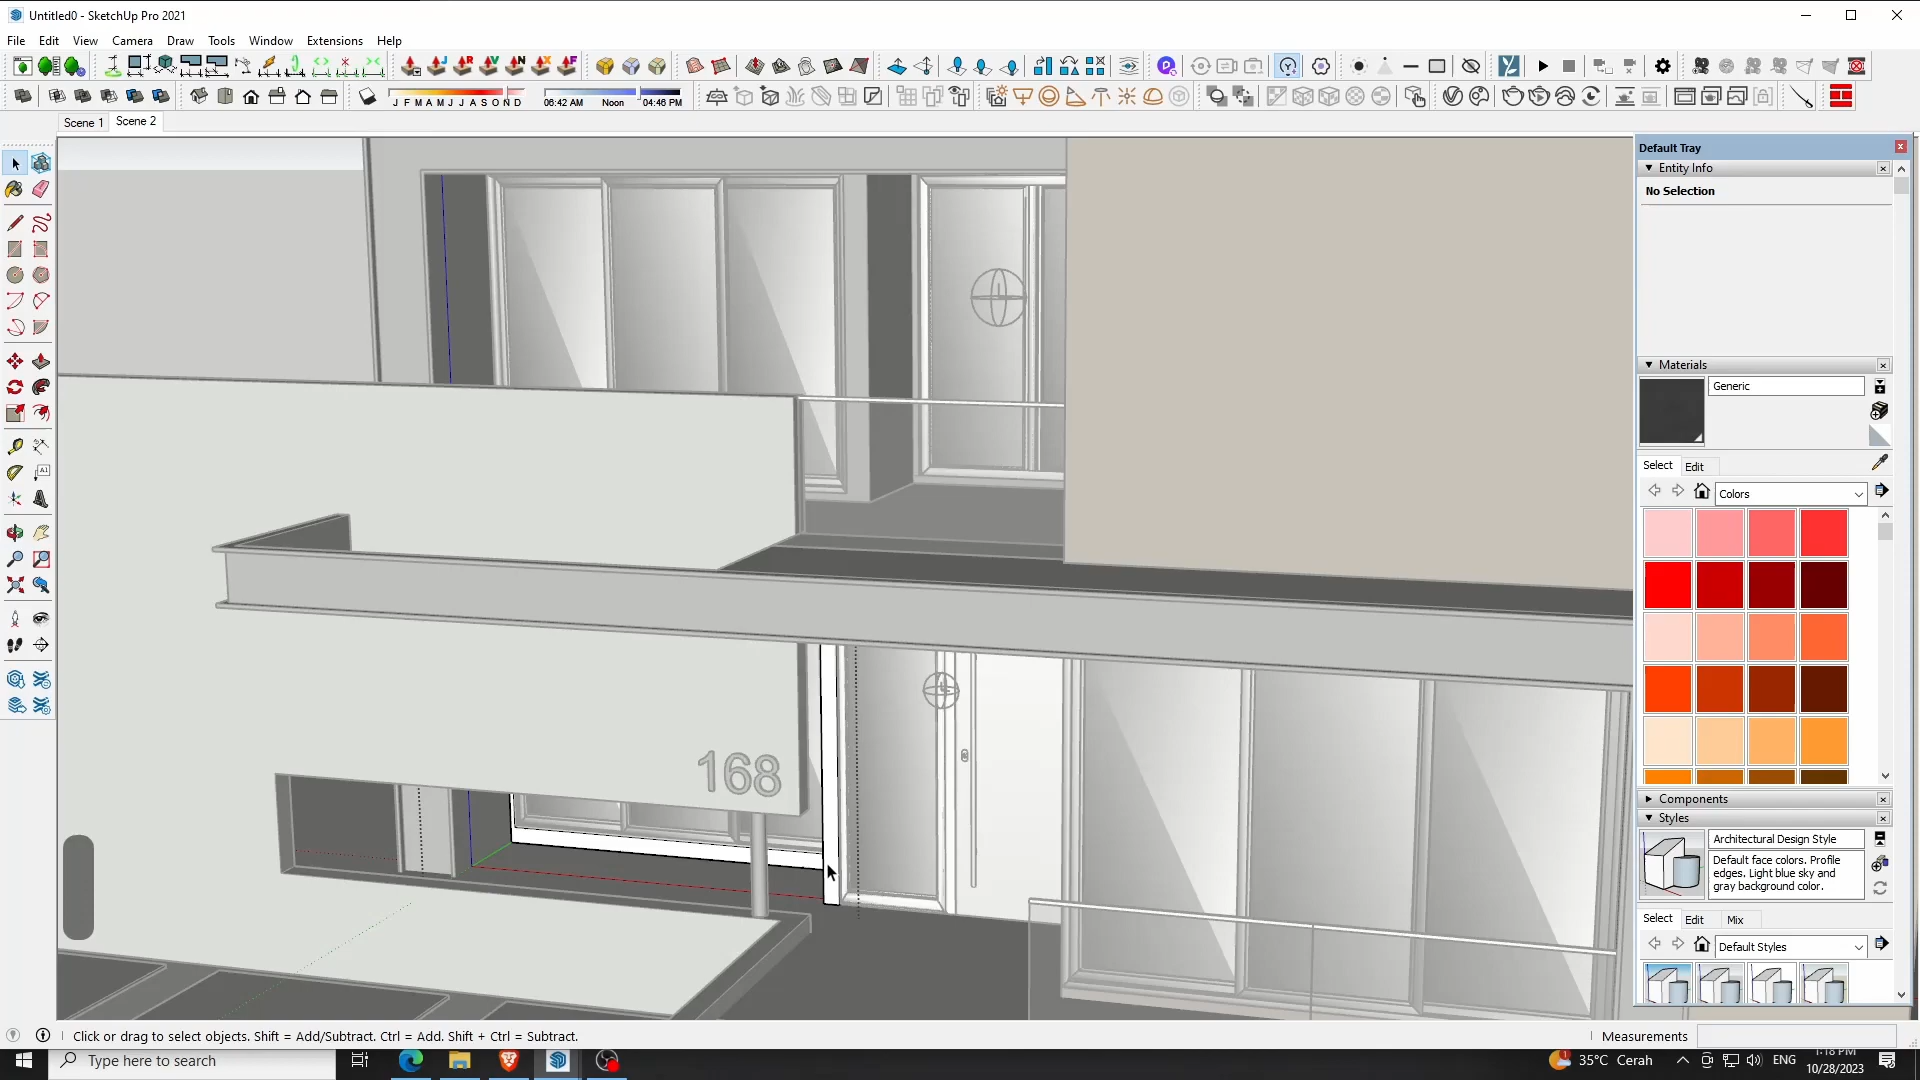 Untitled0 - SketchUp Pro 2021
File Edit View Camera Draw Tools Window Extensions Help
J F M A M J J A S O N D
06:42 AM Noon 04:46 PM
Scene 1 Scene 2
Default Tray
Entity Info
No Selection
Materials
Generic
Select Edit
Colors
Components
Styles
Architectural Design Style
Default face colors. Profile
edges. Light blue sky and
gray background color.
Select Edit Mix
Default Styles
168
Click or drag to select objects. Shift = Add/Subtract. Ctrl = Add. Shift + Ctrl = Subtract.
Measurements
Type here to search
35°C Cerah
ENG
1:18 PM
10/28/2023